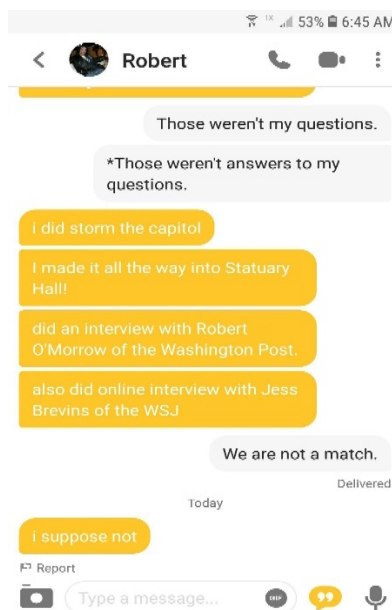 1X 53% 6:45 AM
Robert
Those weren't my questions.
*Those weren't answers to my
questions.
i did storm the capitol
I made it all the way into Statuary
Hall!
did an interview with Robert
O'Morrow of the Washington Post.
also did online interview with Jess
Brevins of the WSJ
We are not a match.
Delivered
Today
i suppose not
Report
Type a message...
GIF